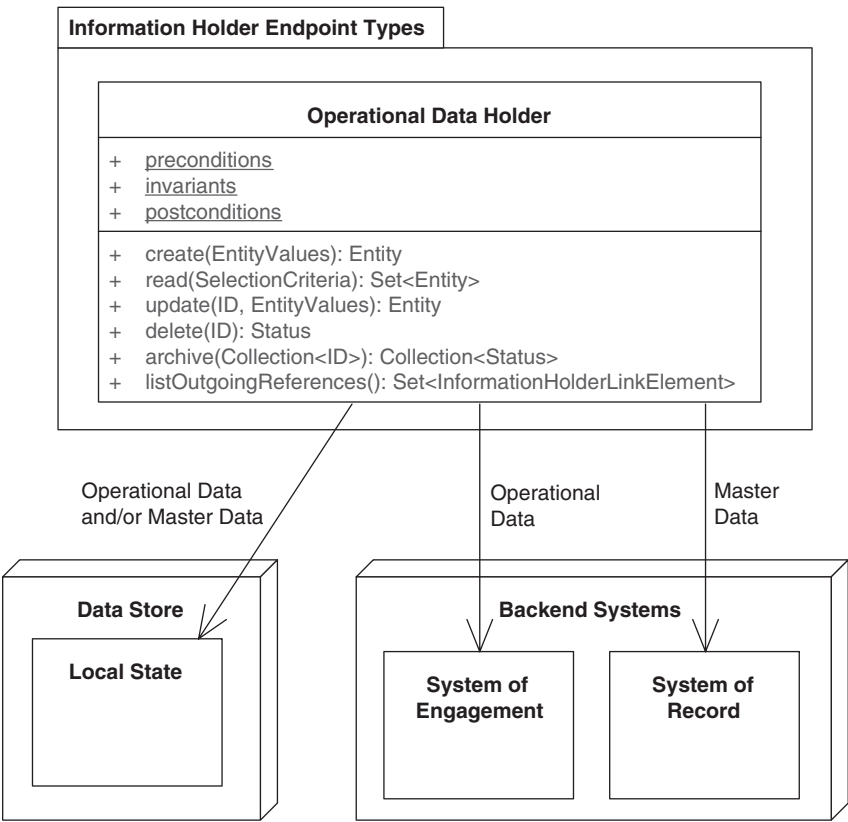 Information Holder Endpoint Types
Operational Data Holder
+ preconditions
+ invariants
+ postconditions
+ create(EntityValues): Entity
+ read(SelectionCriteria): Set<Entity>
+ update(ID, EntityValues): Entity
+ delete(ID): Status
+ archive(Collection<ID>): Collection<Status>
+ listOutgoingReferences(): Set<InformationHolderLinkElement>
Operational Data
and/or Master Data
Operational
Data
Master
Data
Data Store
Local State
Backend Systems
System of
Engagement
System of
Record